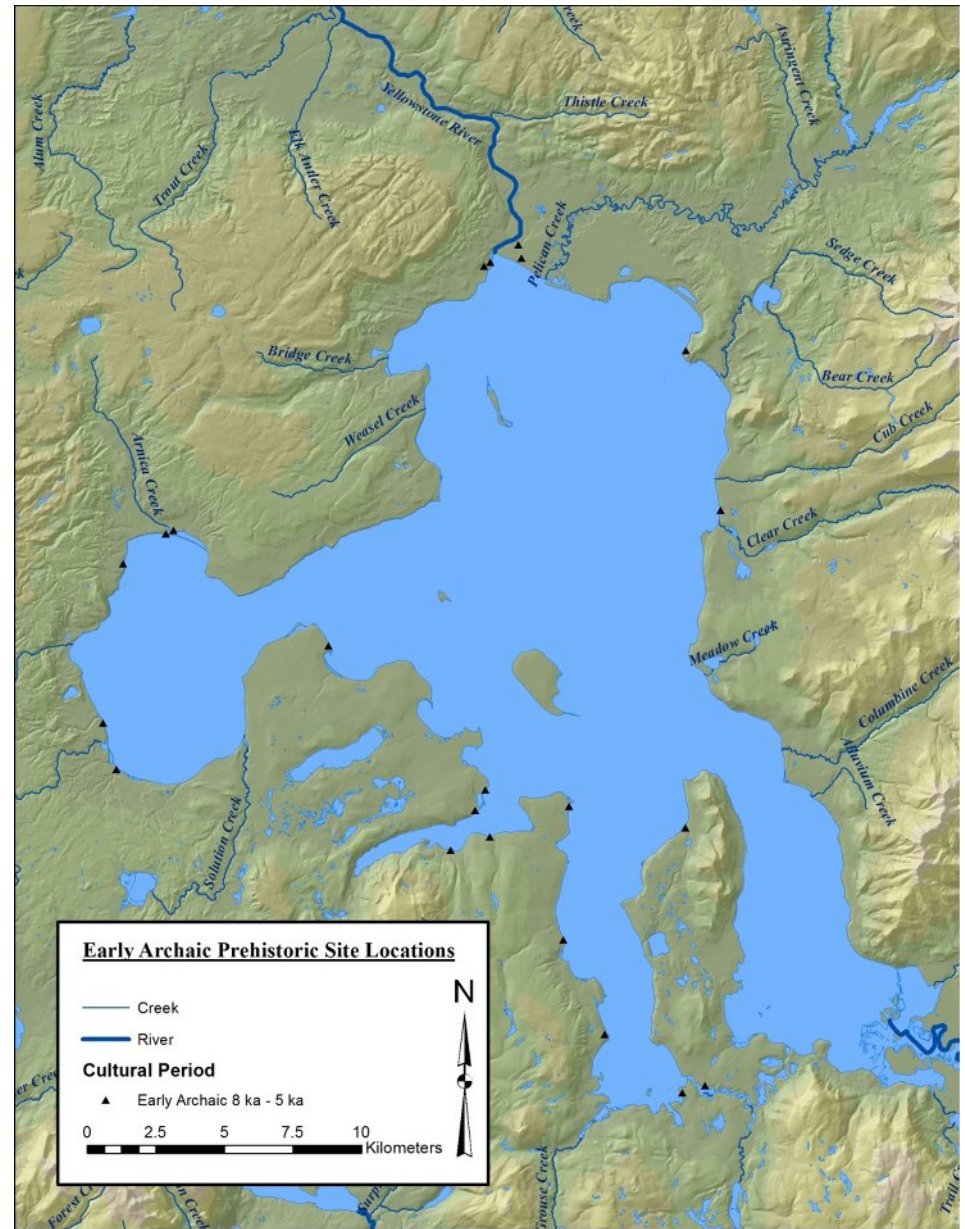 Creek
Astringent Creek
Yellowstone River
Thistle Creek
Alum Creek
Trout Creek
Elk Antler Creek
Pelican Creek
Sedge Creek
Bridge Creek
Bear Creek
Weasel Creek
Cub Creek
Arnica Creek
Clear Creek
Meadow Creek
Columbine Creek
Alluvium Creek
Solution Creek
Early Archaic Prehistoric Site Locations
N
Creek
River
Cultural Period
Early Archaic 8 ka - 5 ka
0 2.5 5 7.5 10
Kilometers
Forest
Creek
Grouse Creek
Trail